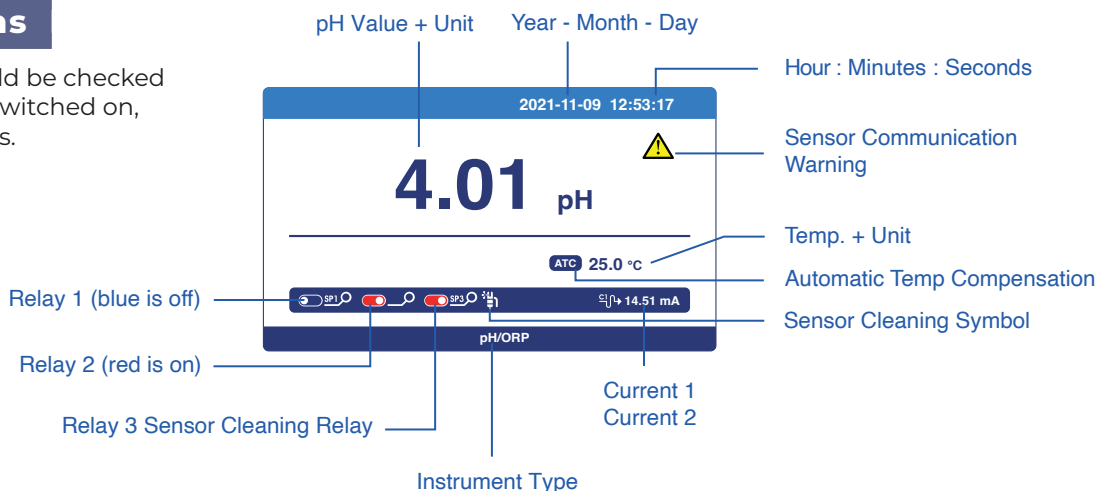 ns
ld be checked
witched on,
s.
pH Value + Unit
Year - Month - Day
Hour : Minutes : Seconds
2021-11-09 12:53:17
Sensor Communication
Warning
4.01 pH
Temp. + Unit
ATC 25.0 °C
Automatic Temp Compensation
Relay 1 (blue is off)
SP1
SP3
14.51 mA
Sensor Cleaning Symbol
pH/ORP
Relay 2 (red is on)
Current 1
Current 2
Relay 3 Sensor Cleaning Relay
Instrument Type